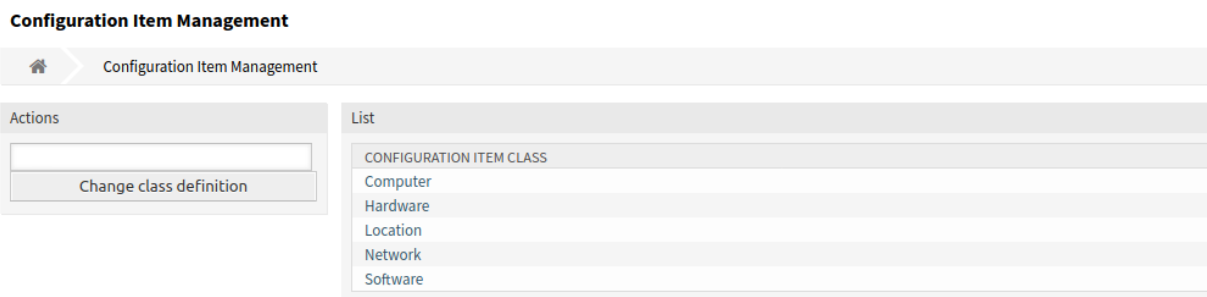 Configuration Item Management
Configuration Item Management
Actions
Change class definition
List
CONFIGURATION ITEM CLASS
Computer
Hardware
Location
Network
Software